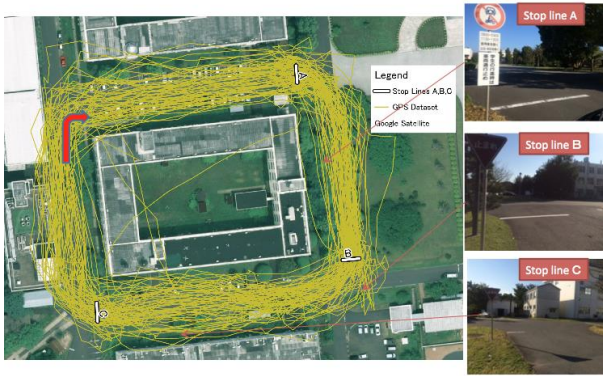 Stop line A
Legend
Stop Lines A,B,C
GPS Dataset
Google Satellite
A
Stop line B
B
Stop line C
C